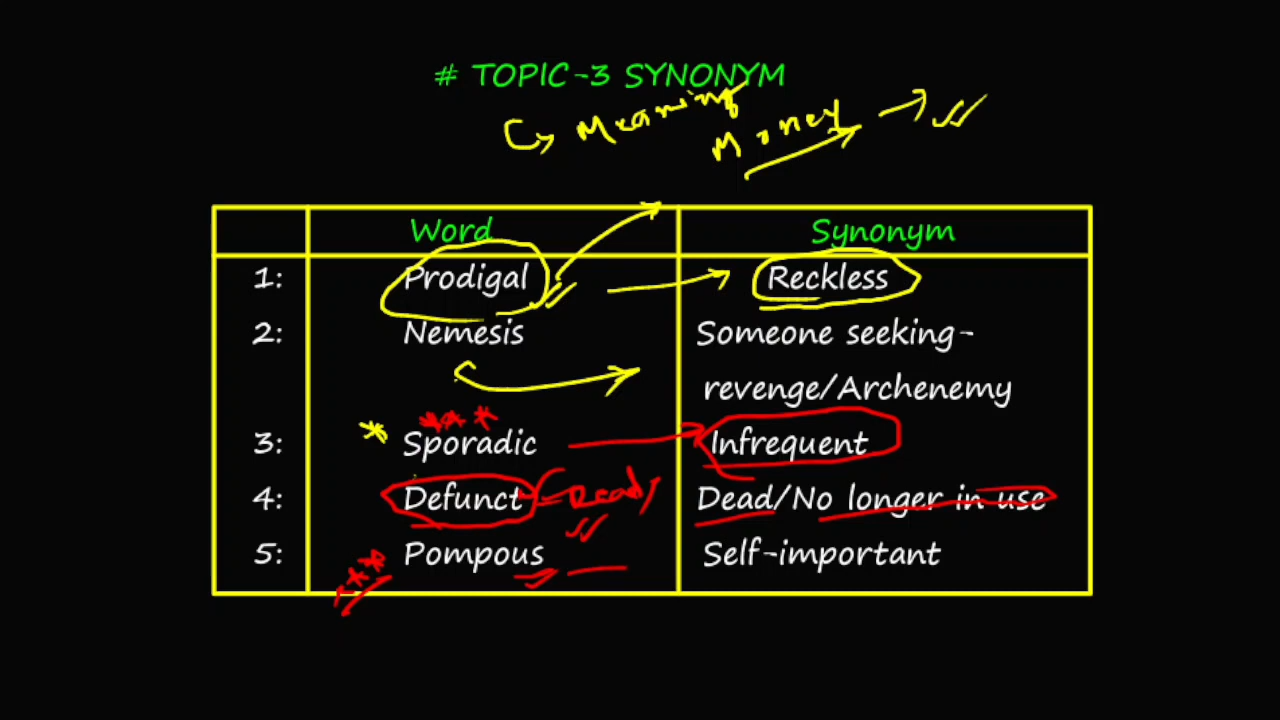 # TOPIC-3 SYNONYM
↳ Meaning
Money
Word Synonym
1: Prodigal Reckless
2: Nemesis Someone seeking-
revenge/Archenemy
3: Sporadic Infrequent
4: Defunct Dead/No longer in use
5: Pompous Self-important